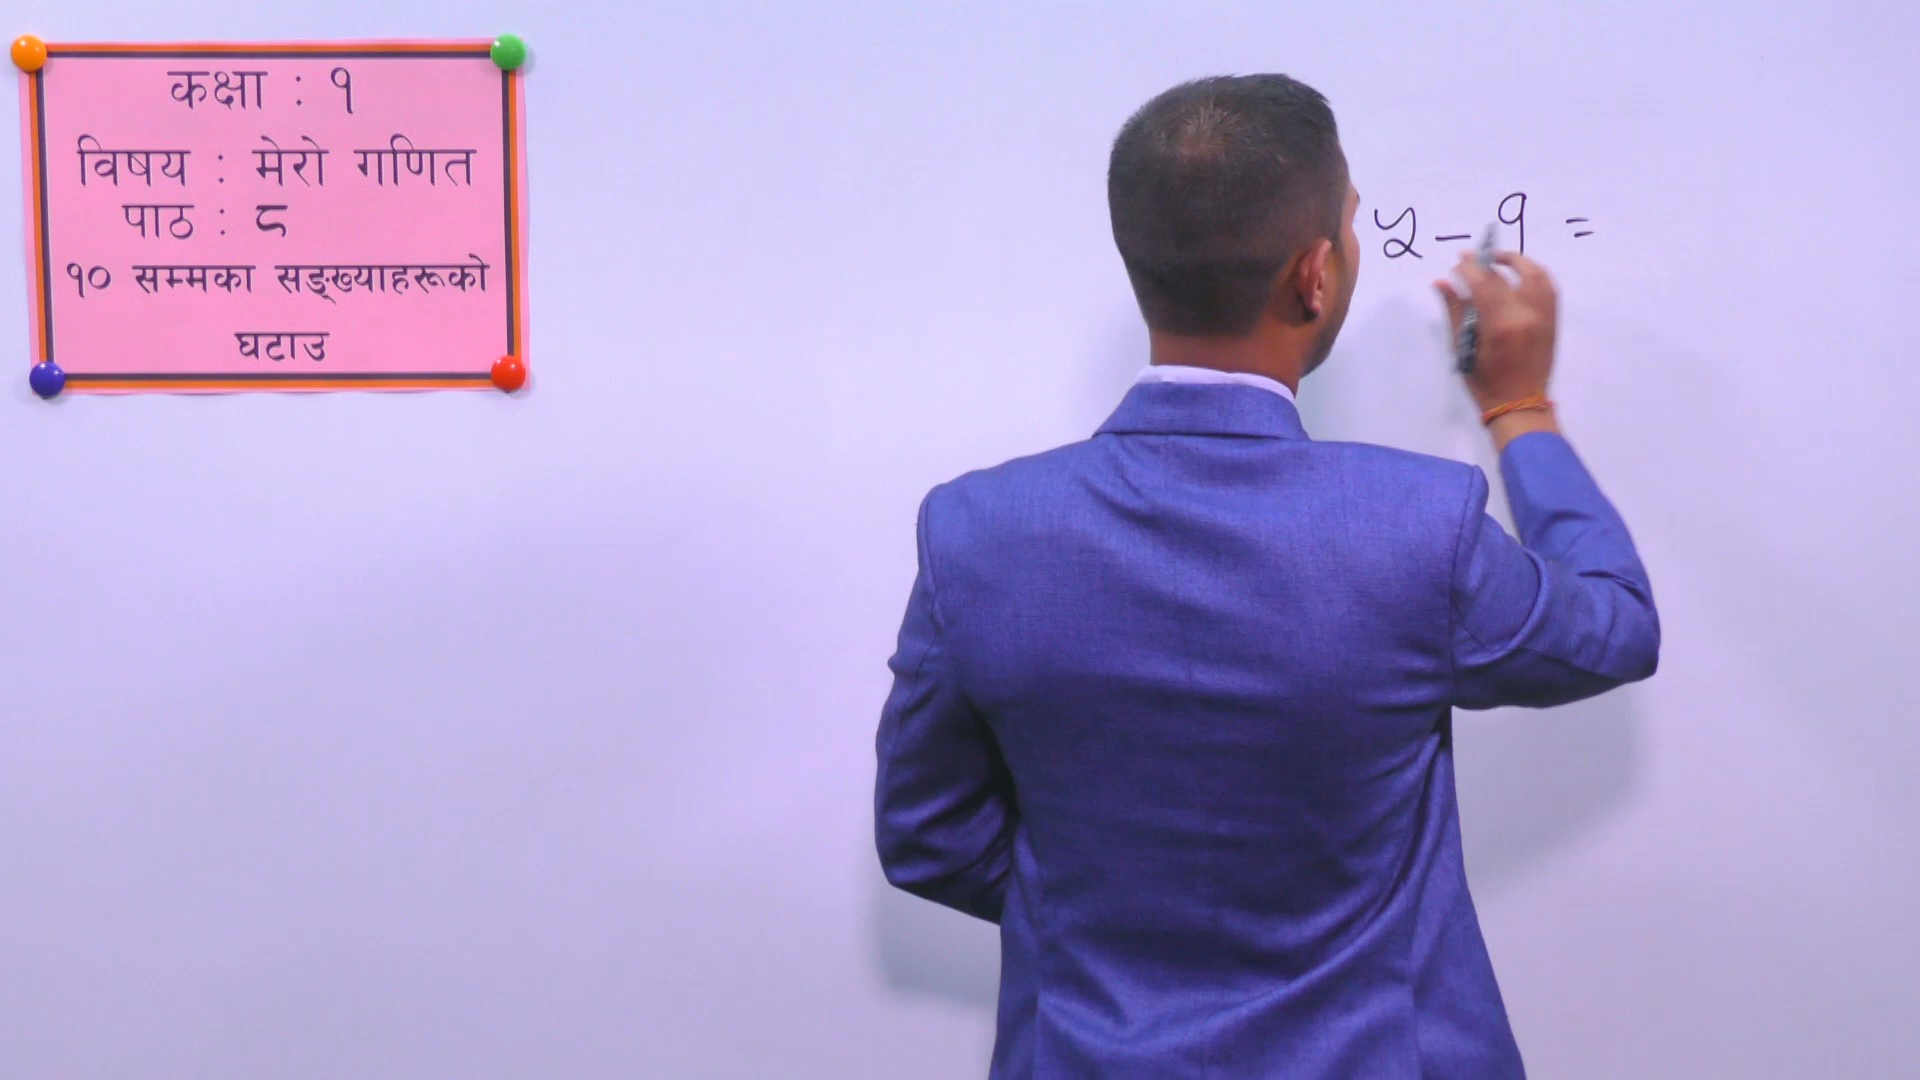 कक्षा : १
विषय : मेरो गणित
पाठ : ८
१० सम्मका सङ्ख्याहरूको
घटाउ
५ - १ =